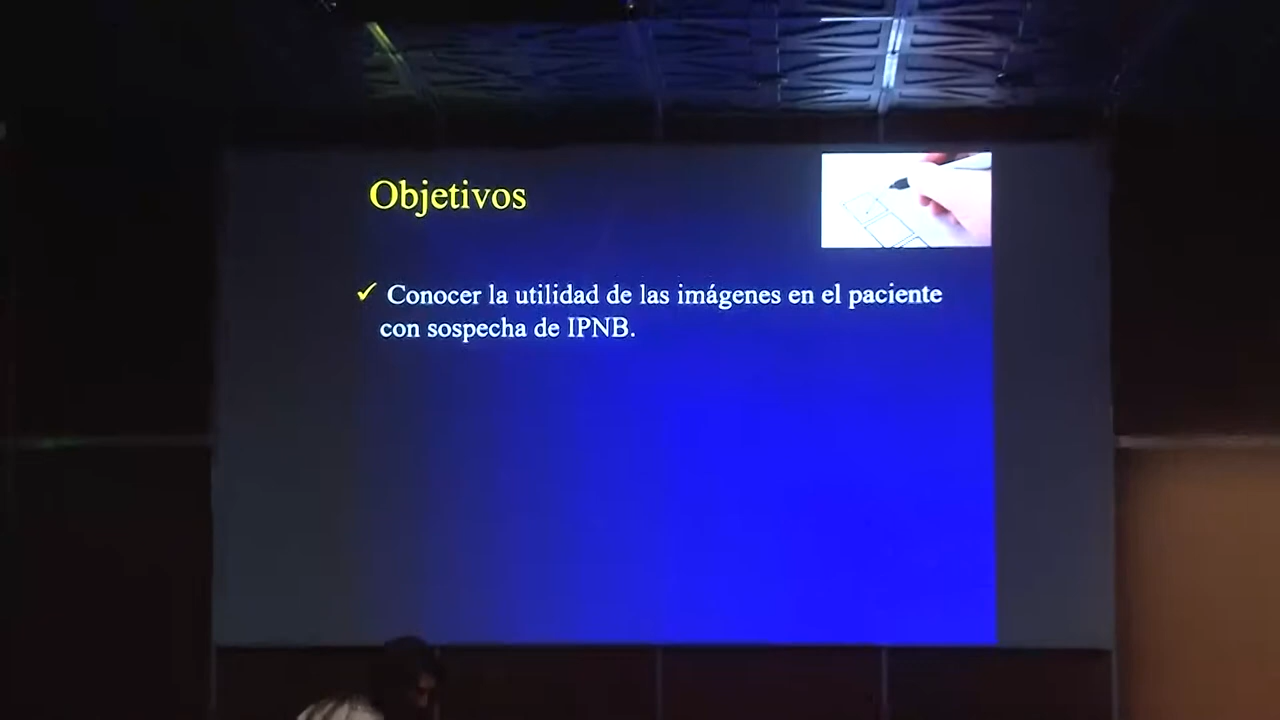 Objetivos
✓ Conocer la utilidad de las imágenes en el paciente
con sospecha de IPNB.